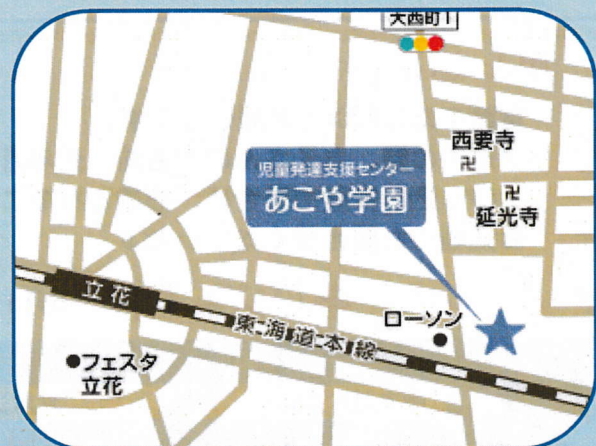 大西町1
西要寺
卍
卍
延光寺
児童発達支援センター
あこや学園
立花
東海道本線
ローソン
●フェスタ
立花